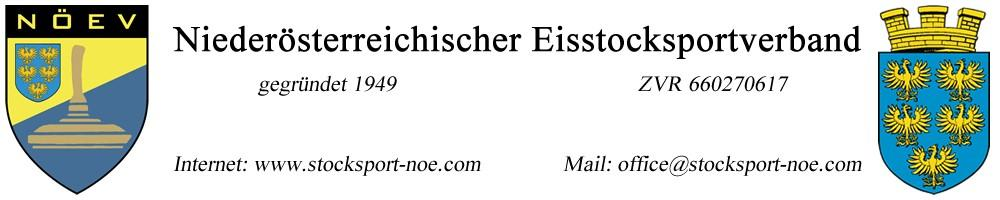 NÖEV
Niederösterreichischer Eisstocksportverband
gegründet 1949 ZVR 660270617
Internet: www.stocksport-noe.com Mail: office@stocksport-noe.com